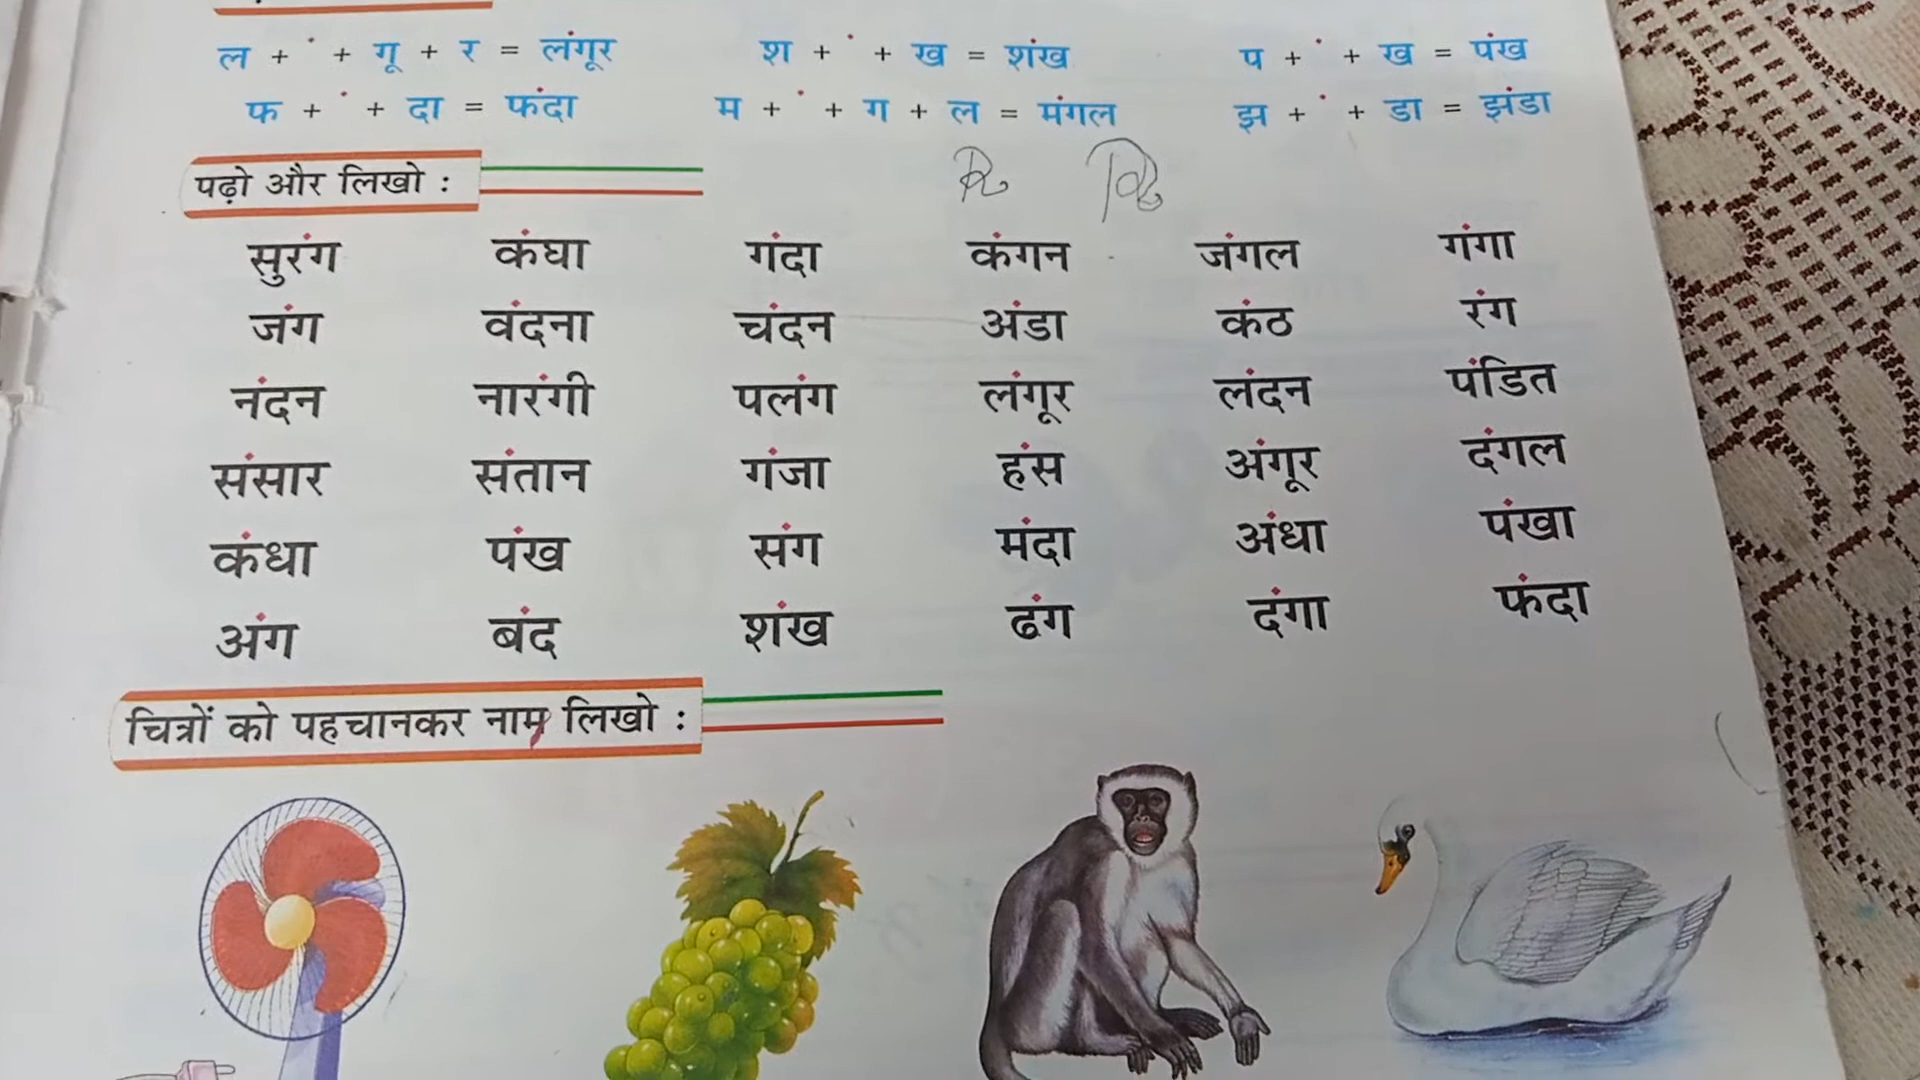 ल + ं + गू + र = लंगूर श + ं + ख = शंख प + ं + ख = पंख
फ + ं + दा = फंदा म + ं + ग + ल = मंगल झ + ं + डा = झंडा
पढ़ो और लिखो :
सुरंग कंघा गंदा कंगन जंगल गंगा
जंग वंदना चंदन अंडा कंठ रंग
नंदन नारंगी पलंग लंगूर लंदन पंडित
संसार संतान गंजा हंस अंगूर दंगल
कंधा पंख संग मंदा अंधा पंखा
अंग बंद शंख ढंग दंगा फंदा
चित्रों को पहचानकर नाम लिखो :